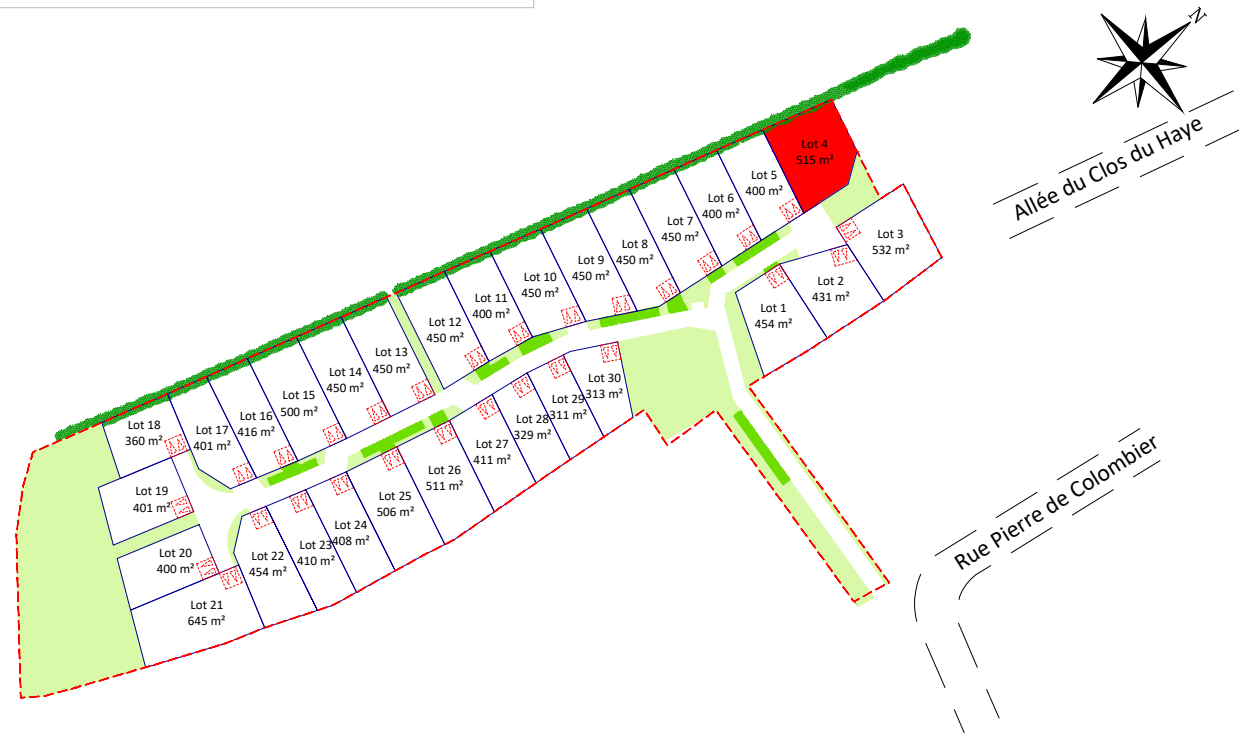 N
Allée du Clos du Haye
Lot 4
515 m²
Lot 5
400 m²
Lot 6
400 m²
Lot 7
450 m²
Lot 8
450 m²
Lot 9
450 m²
Lot 10
450 m²
Lot 11
400 m²
Lot 12
450 m²
Lot 13
450 m²
Lot 14
450 m²
Lot 15
500 m²
Lot 16
416 m²
Lot 17
401 m²
Lot 18
360 m²
Lot 19
401 m²
Lot 20
400 m²
Lot 21
645 m²
Lot 22
454 m²
Lot 23
410 m²
Lot 24
408 m²
Lot 25
506 m²
Lot 26
511 m²
Lot 27
411 m²
Lot 28
329 m²
Lot 29
311 m²
Lot 30
313 m²
Lot 1
454 m²
Lot 2
431 m²
Lot 3
532 m²
Rue Pierre de Colombier